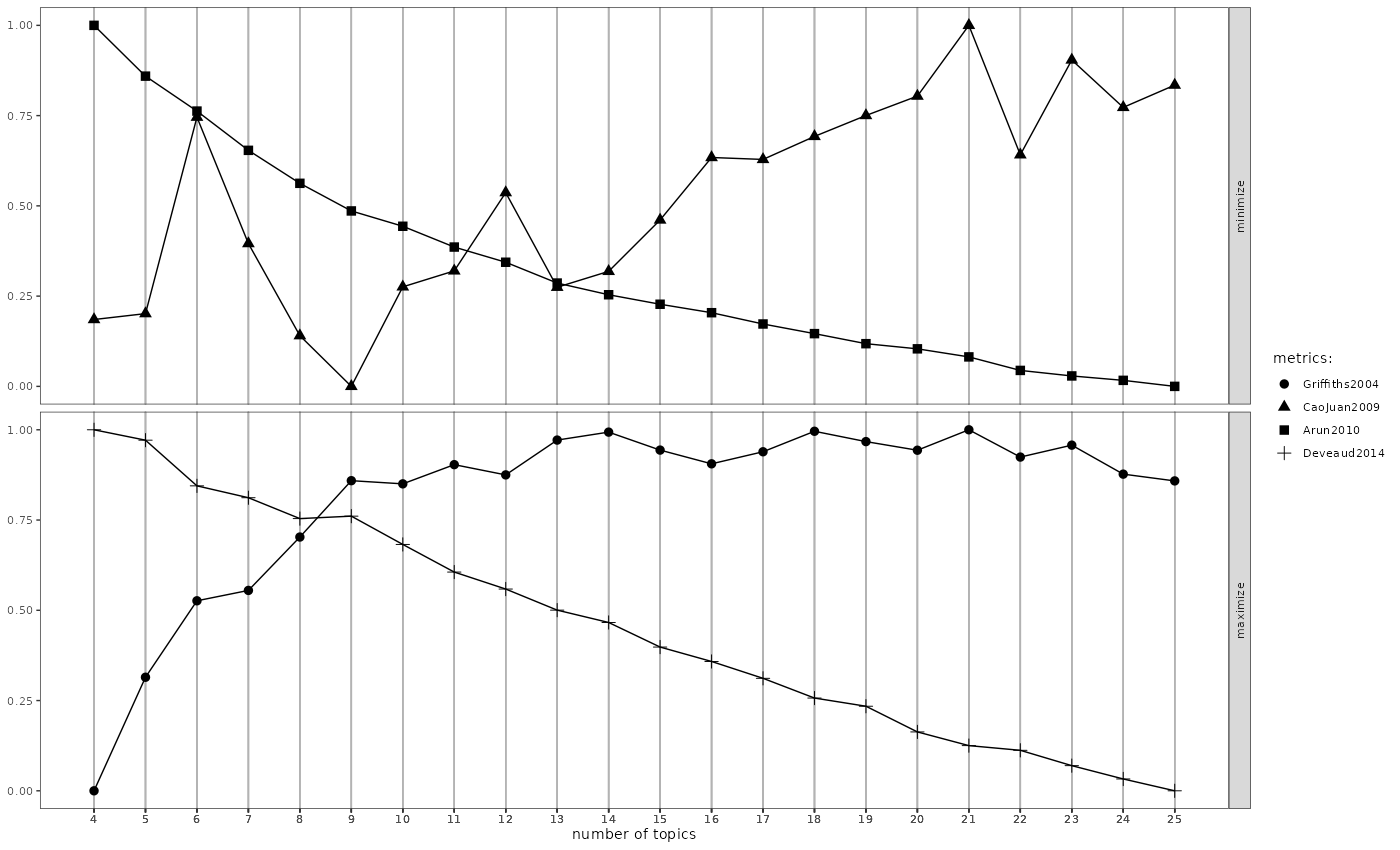 1.00
0.75
0.50
0.25
0.00
minimize
1.00
0.75
0.50
0.25
0.00
maximize
4 5 6 7 8 9 10 11 12 13 14 15 16 17 18 19 20 21 22 23 24 25
number of topics
metrics:
Griffiths2004
CaoJuan2009
Arun2010
Deveaud2014